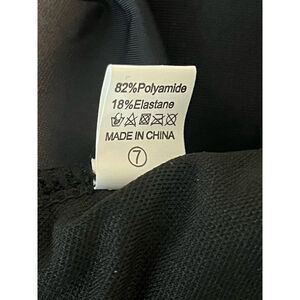 82%Polyamide
18%Elastane
MADE IN CHINA
7